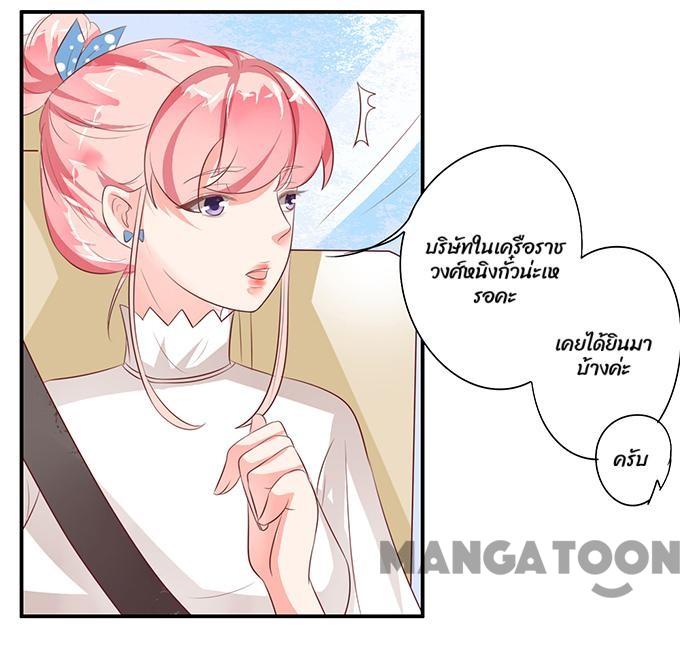 บริษัทในเครือราช
วงศ์หนิงกั๋วน่ะเห
รอคะ
เคยได้ยินมา
บ้างค่ะ
ครับ
MANGATOON